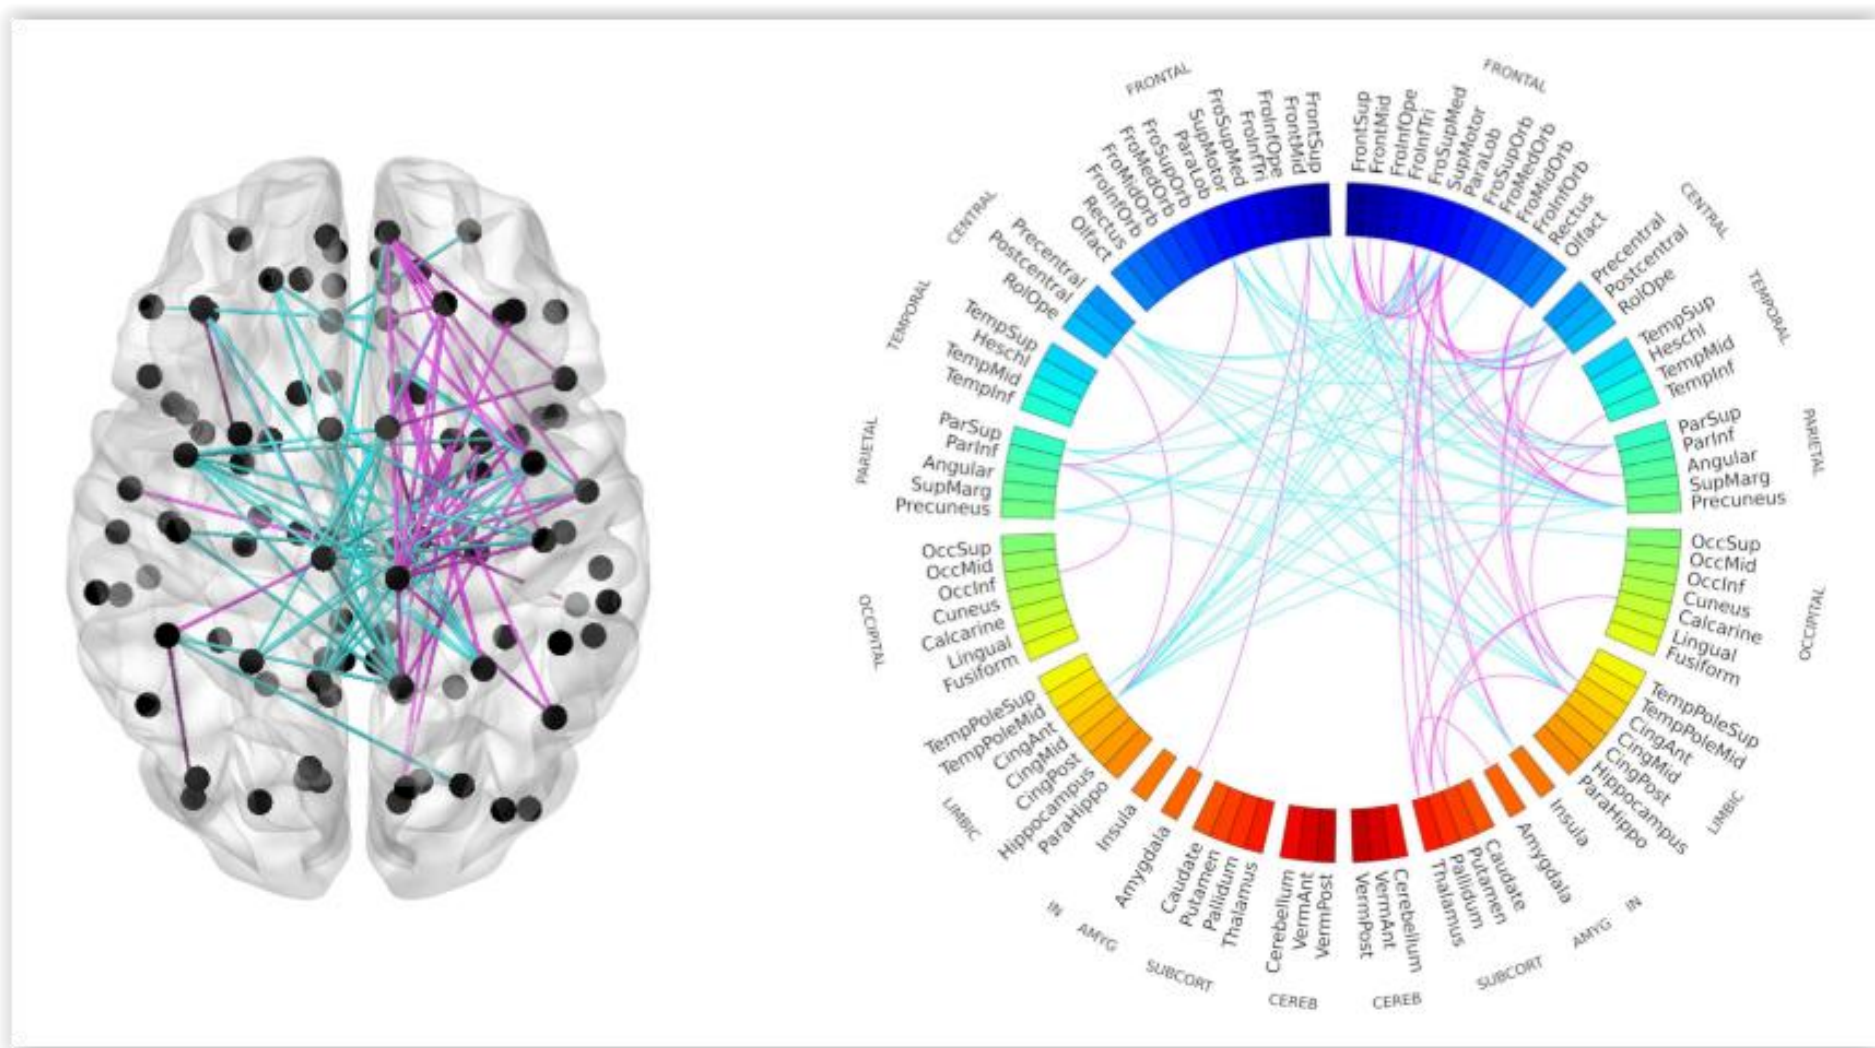 FRONTAL
FrontSup
FrontMid
FroInfOpe
FroInfTri
FroSupMed
SupMotor
ParaLob
FroSupOrb
FroMedOrb
FroMidOrb
FroInfOrb
Rectus
Olfact
CENTRAL
Precentral
Postcentral
RolOpe
TEMPORAL
TempSup
Heschl
TempMid
TempInf
PARIETAL
ParSup
ParInf
Angular
SupMarg
Precuneus
OCCIPITAL
OccSup
OccMid
OccInf
Cuneus
Calcarine
Lingual
Fusiform
LIMBIC
TempPoleSup
TempPoleMid
CingAnt
CingMid
CingPost
Hippocampus
ParaHippo
IN
Insula
AMYG
Amygdala
SUBCORT
Caudate
Putamen
Pallidum
Thalamus
CEREB
Cerebellum
VermAnt
VermPost
FRONTAL
FrontSup
FrontMid
FroInfOpe
FroInfTri
FroSupMed
SupMotor
ParaLob
FroSupOrb
FroMedOrb
FroMidOrb
FroInfOrb
Rectus
Olfact
CENTRAL
Precentral
Postcentral
RolOpe
TEMPORAL
TempSup
Heschl
TempMid
TempInf
PARIETAL
ParSup
ParInf
Angular
SupMarg
Precuneus
OCCIPITAL
OccSup
OccMid
OccInf
Cuneus
Calcarine
Lingual
Fusiform
LIMBIC
TempPoleSup
TempPoleMid
CingAnt
CingMid
CingPost
Hippocampus
ParaHippo
IN
Insula
AMYG
Amygdala
SUBCORT
Caudate
Putamen
Pallidum
Thalamus
CEREB
Cerebellum
VermAnt
VermPost